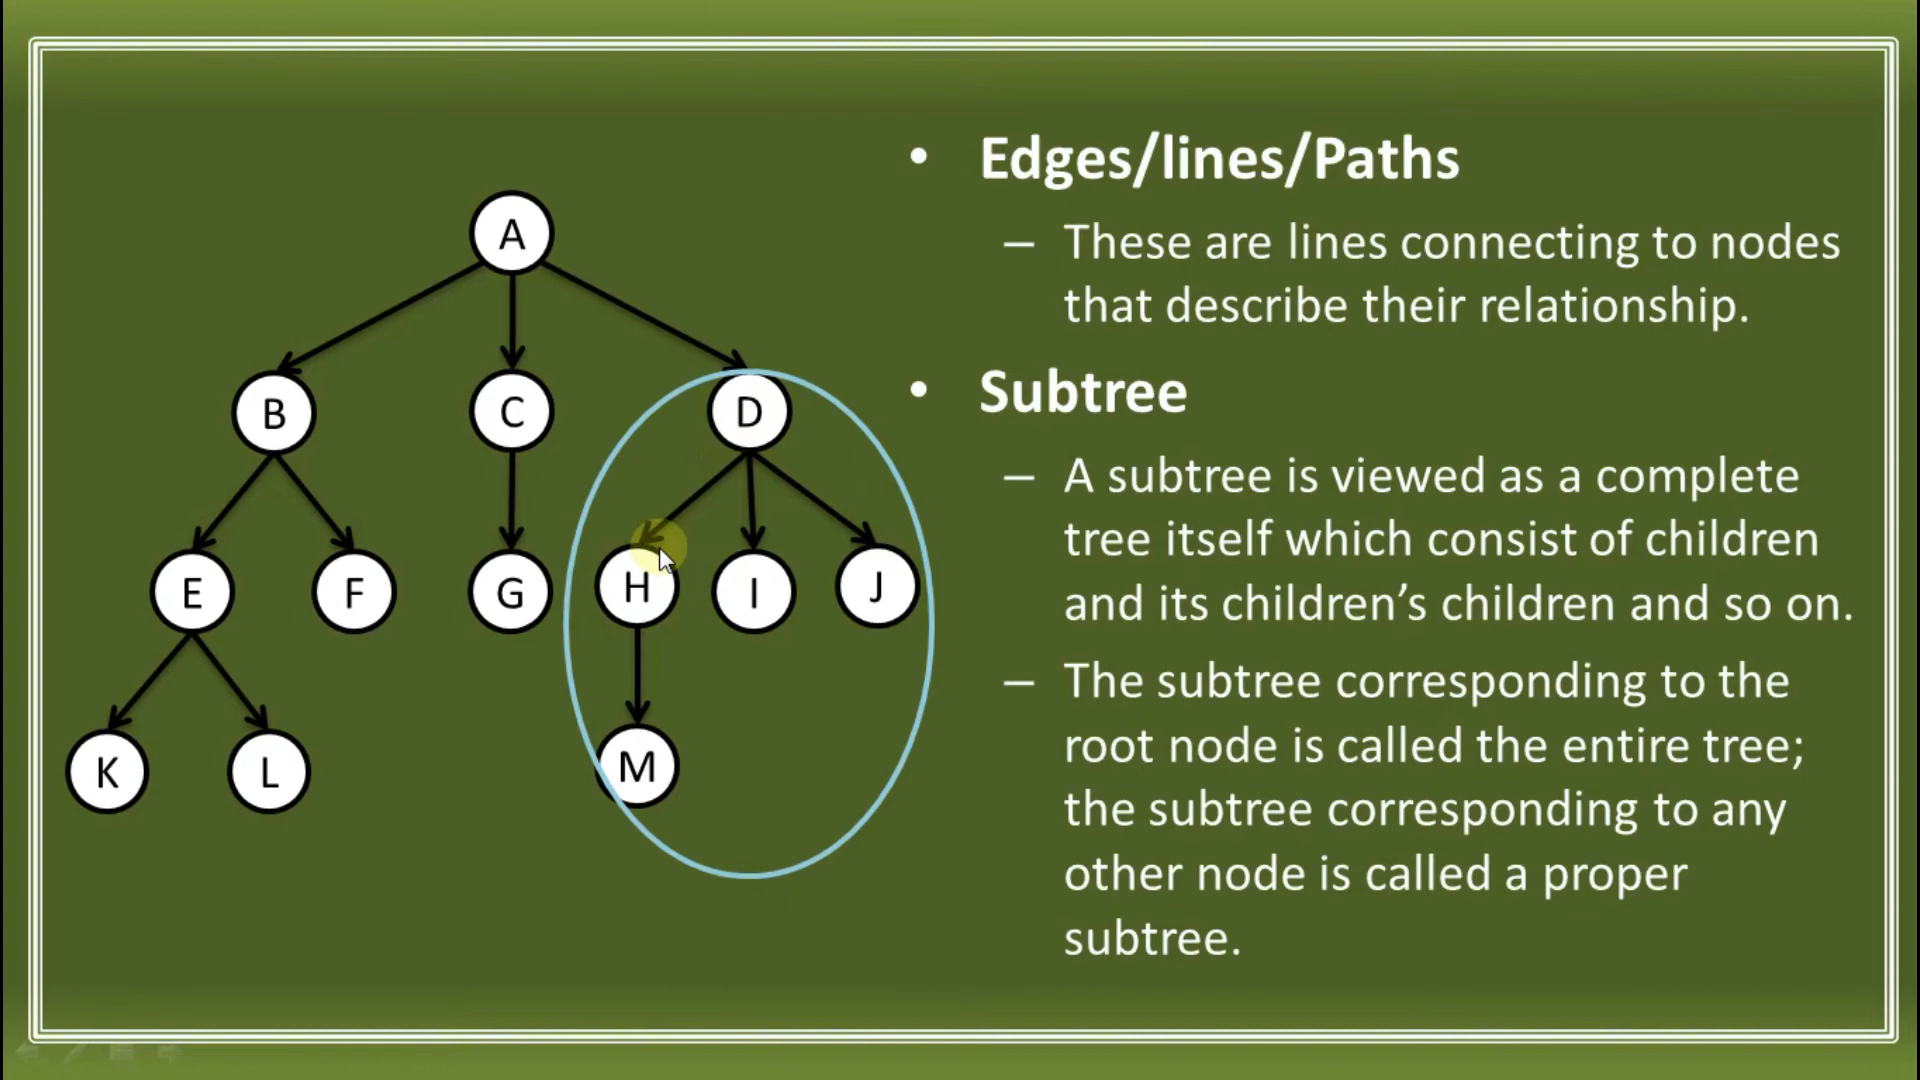 A
B
C
D
E
F
G
H
I
J
K
L
M
• Edges/lines/Paths
– These are lines connecting to nodes
that describe their relationship.
• Subtree
– A subtree is viewed as a complete
tree itself which consist of children
and its children’s children and so on.
– The subtree corresponding to the
root node is called the entire tree;
the subtree corresponding to any
other node is called a proper
subtree.